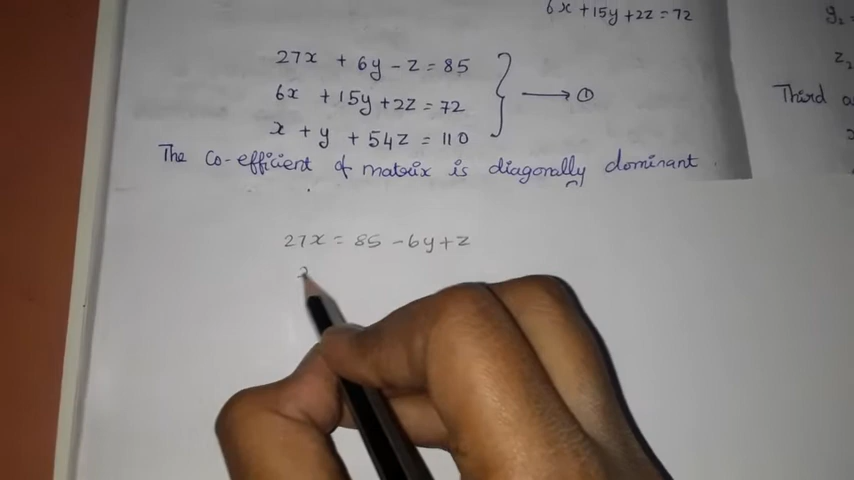 6x +15y +2z = 72
27x + 6y - z = 85
6x + 15y + 2z = 72 → ①
x + y + 54z = 110
The Co-efficient of matrix is diagonally dominant.
27x = 85 - 6y + z
Third